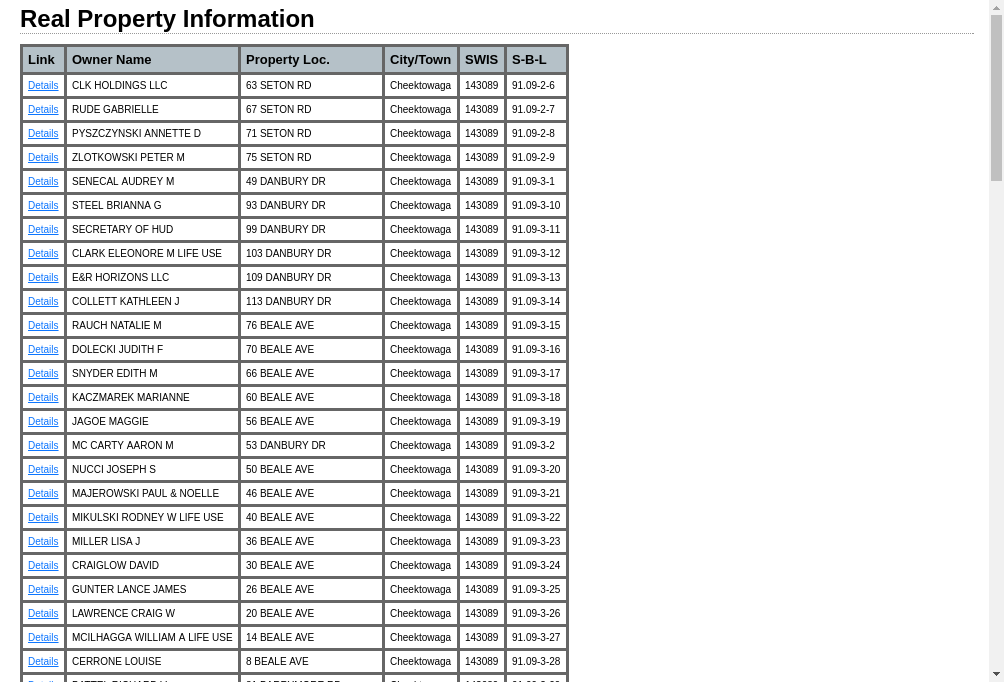 Real Property Information
Link Owner Name Property Loc. City/Town SWIS S-B-L
Details CLK HOLDINGS LLC 63 SETON RD Cheektowaga 143089 91.09-2-6
Details RUDE GABRIELLE 67 SETON RD Cheektowaga 143089 91.09-2-7
Details PYSZCZYNSKI ANNETTE D 71 SETON RD Cheektowaga 143089 91.09-2-8
Details ZLOTKOWSKI PETER M 75 SETON RD Cheektowaga 143089 91.09-2-9
Details SENECAL AUDREY M 49 DANBURY DR Cheektowaga 143089 91.09-3-1
Details STEEL BRIANNA G 93 DANBURY DR Cheektowaga 143089 91.09-3-10
Details SECRETARY OF HUD 99 DANBURY DR Cheektowaga 143089 91.09-3-11
Details CLARK ELEONORE M LIFE USE 103 DANBURY DR Cheektowaga 143089 91.09-3-12
Details E&R HORIZONS LLC 109 DANBURY DR Cheektowaga 143089 91.09-3-13
Details COLLETT KATHLEEN J 113 DANBURY DR Cheektowaga 143089 91.09-3-14
Details RAUCH NATALIE M 76 BEALE AVE Cheektowaga 143089 91.09-3-15
Details DOLECKI JUDITH F 70 BEALE AVE Cheektowaga 143089 91.09-3-16
Details SNYDER EDITH M 66 BEALE AVE Cheektowaga 143089 91.09-3-17
Details KACZMAREK MARIANNE 60 BEALE AVE Cheektowaga 143089 91.09-3-18
Details JAGOE MAGGIE 56 BEALE AVE Cheektowaga 143089 91.09-3-19
Details MC CARTY AARON M 53 DANBURY DR Cheektowaga 143089 91.09-3-2
Details NUCCI JOSEPH S 50 BEALE AVE Cheektowaga 143089 91.09-3-20
Details MAJEROWSKI PAUL & NOELLE 46 BEALE AVE Cheektowaga 143089 91.09-3-21
Details MIKULSKI RODNEY W LIFE USE 40 BEALE AVE Cheektowaga 143089 91.09-3-22
Details MILLER LISA J 36 BEALE AVE Cheektowaga 143089 91.09-3-23
Details CRAIGLOW DAVID 30 BEALE AVE Cheektowaga 143089 91.09-3-24
Details GUNTER LANCE JAMES 26 BEALE AVE Cheektowaga 143089 91.09-3-25
Details LAWRENCE CRAIG W 20 BEALE AVE Cheektowaga 143089 91.09-3-26
Details MCILHAGGA WILLIAM A LIFE USE 14 BEALE AVE Cheektowaga 143089 91.09-3-27
Details CERRONE LOUISE 8 BEALE AVE Cheektowaga 143089 91.09-3-28